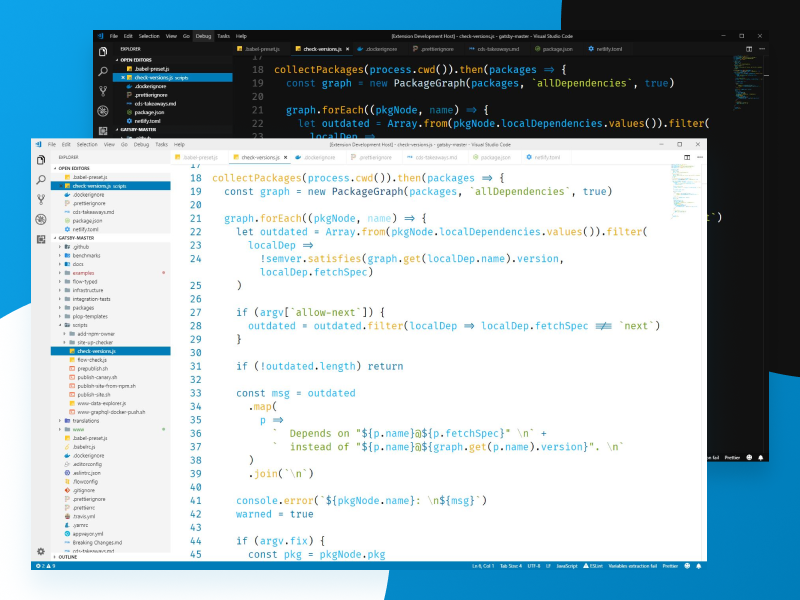 File Edit Selection View Go Debug Tasks Help
[Extension Development Host] - check-versions.js - gatsby-master - Visual Studio Code
EXPLORER
.babel-preset.js
check-versions.js
.dockerignore
.prettierignore
cds-takeaways.md
package.json
netlify.toml
OPEN EDITORS
.babel-preset.js
check-versions.js scripts
.dockerignore
.prettierignore
cds-takeaways.md
package.json
netlify.toml
GATSBY-MASTER
17
18 collectPackages(process.cwd()).then(packages => {
19 const graph = new PackageGraph(packages, `allDependencies`, true)
20
21 graph.forEach((pkgNode, name) => {
22 let outdated = Array.from(pkgNode.localDependencies.values()).filter(
23 localDep =>
t`)
n fail Prettier
File Edit Selection View Go Debug Tasks Help
[Extension Development Host] - check-versions.js - gatsby-master - Visual Studio Code
EXPLORER
.babel-preset.js
check-versions.js
.dockerignore
.prettierignore
cds-takeaways.md
package.json
netlify.toml
OPEN EDITORS
.babel-preset.js
check-versions.js scripts
.dockerignore
.prettierignore
cds-takeaways.md
package.json
netlify.toml
GATSBY-MASTER
.github
benchmarks
docs
examples
flow-typed
infrastructure
integration-tests
packages
plop-templates
scripts
add-npm-owner
site-up-checker
check-versions.js
flow-check.js
prepublish.sh
publish-canary.sh
publish-site-from-npm.sh
publish-site.sh
www-data-explorer.js
www-graphql-docker-push.sh
translations
www
.babel-preset.js
.babelrc.js
.dockerignore
.editorconfig
.eslintrc.json
.flowconfig
.gitignore
.prettierignore
.prettierrc
.travis.yml
.yarnrc
appveyor.yml
Breaking Changes.md
cds-takeaways.md
OUTLINE
17
18 collectPackages(process.cwd()).then(packages => {
19 const graph = new PackageGraph(packages, `allDependencies`, true)
20
21 graph.forEach((pkgNode, name) => {
22 let outdated = Array.from(pkgNode.localDependencies.values()).filter(
23 localDep =>
24 !semver.satisfies(graph.get(localDep.name).version,
localDep.fetchSpec)
25 )
26
27 if (argv[`allow-next`]) {
28 outdated = outdated.filter(localDep => localDep.fetchSpec !== `next`)
29 }
30
31 if (!outdated.length) return
32
33 const msg = outdated
34 .map(
35 p =>
36 ` Depends on "${p.name}@${p.fetchSpec}" \n` +
37 ` instead of "${p.name}@${graph.get(p.name).version}". \n`
38 )
39 .join(`\n`)
40
41 console.error(`${pkgNode.name}: \n${msg}`)
42 warned = true
43
44 if (argv.fix) {
45 const pkg = pkgNode.pkg
2 9 Ln 6, Col 1 Tab Size: 4 UTF-8 LF JavaScript ESLint Variables extraction fail Prettier